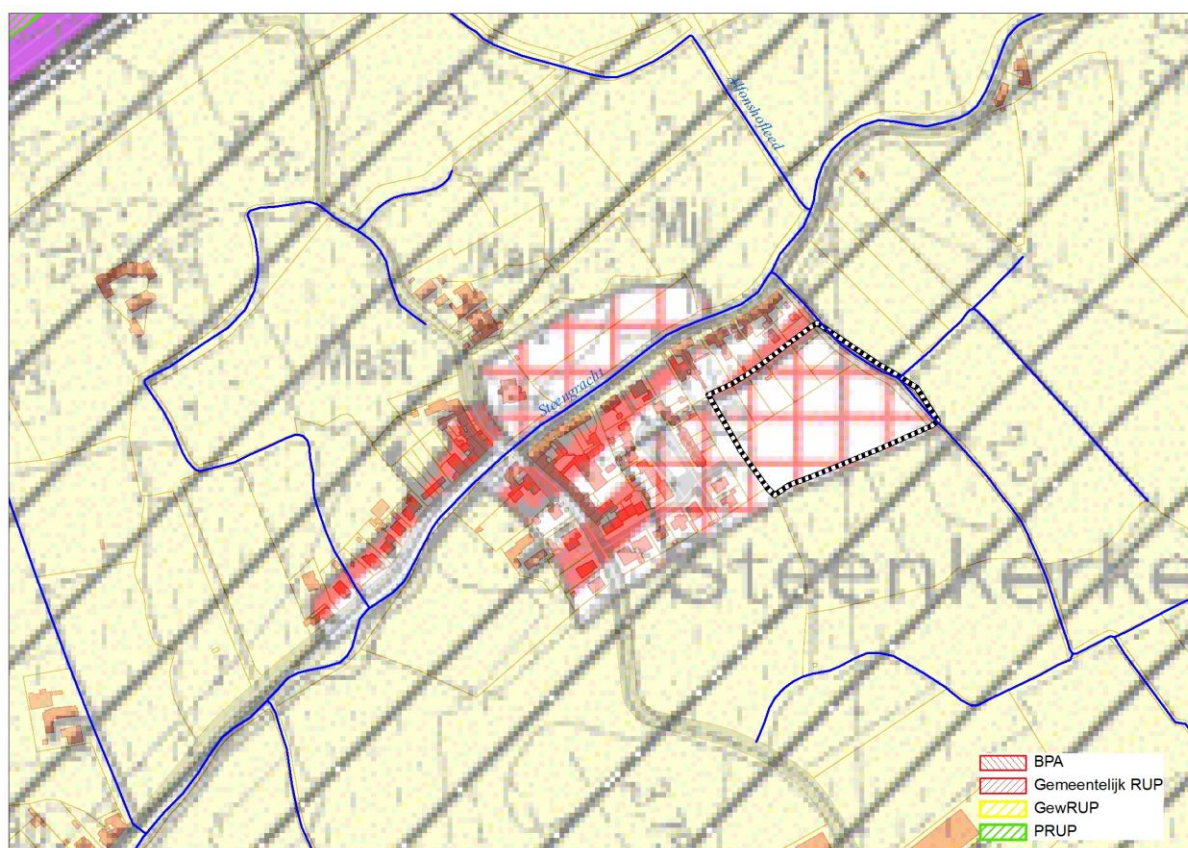 Alfonshofleed
Mast
Steengracht
Steenkerke
BPA
Gemeentelijk RUP
GewRUP
PRUP